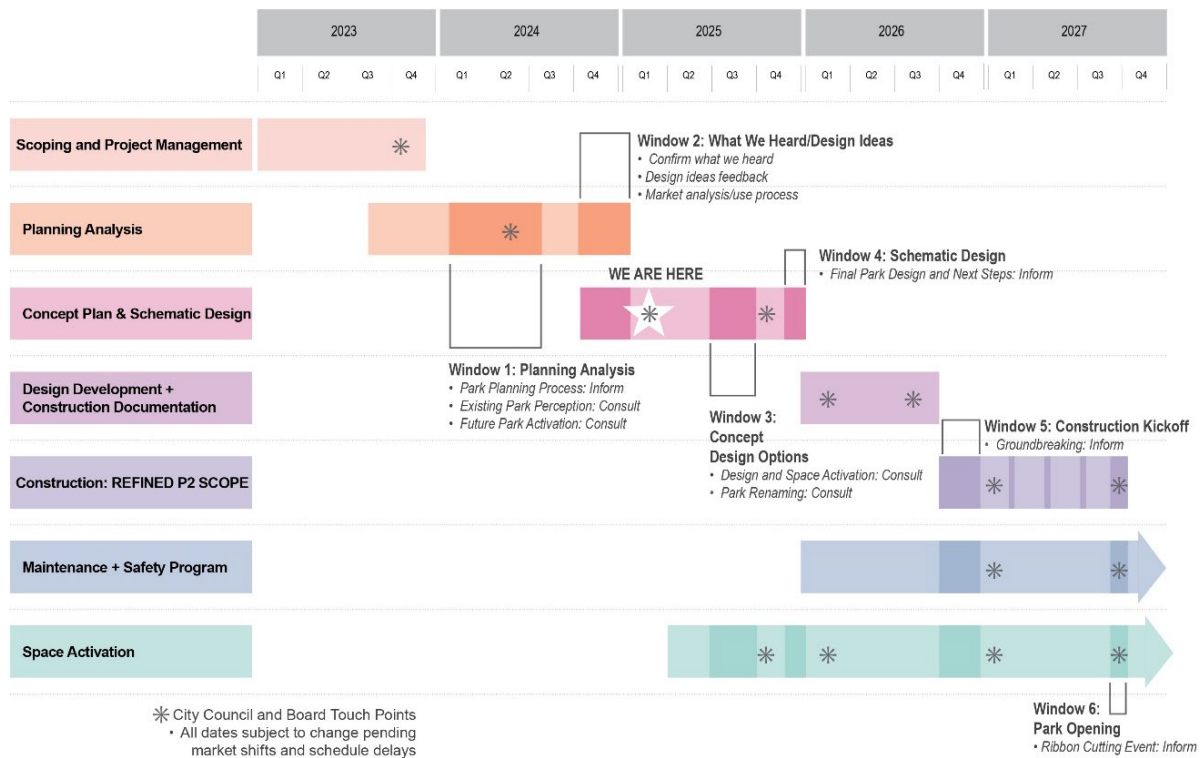 2023 2024 2025 2026 2027
Q1 Q2 Q3 Q4 Q1 Q2 Q3 Q4 Q1 Q2 Q3 Q4 Q1 Q2 Q3 Q4 Q1 Q2 Q3 Q4
Scoping and Project Management
Window 2: What We Heard/Design Ideas
• Confirm what we heard
• Design ideas feedback
• Market analysis/use process
Planning Analysis
WE ARE HERE
Window 4: Schematic Design
• Final Park Design and Next Steps: Inform
Concept Plan & Schematic Design
Window 1: Planning Analysis
• Park Planning Process: Inform
• Existing Park Perception: Consult
• Future Park Activation: Consult
Design Development +
Construction Documentation
Window 3:
Concept
Design Options
• Design and Space Activation: Consult
• Park Renaming: Consult
Window 5: Construction Kickoff
• Groundbreaking: Inform
Construction: REFINED P2 SCOPE
Maintenance + Safety Program
Space Activation
City Council and Board Touch Points
• All dates subject to change pending
market shifts and schedule delays
Window 6:
Park Opening
• Ribbon Cutting Event: Inform